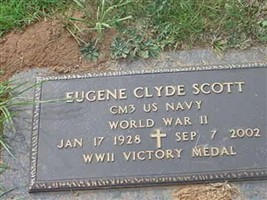 EUGENE CLYDE SCOTT
CM3 US NAVY
WORLD WAR II
JAN 17 1928 SEP 7 2002
WWII VICTORY MEDAL